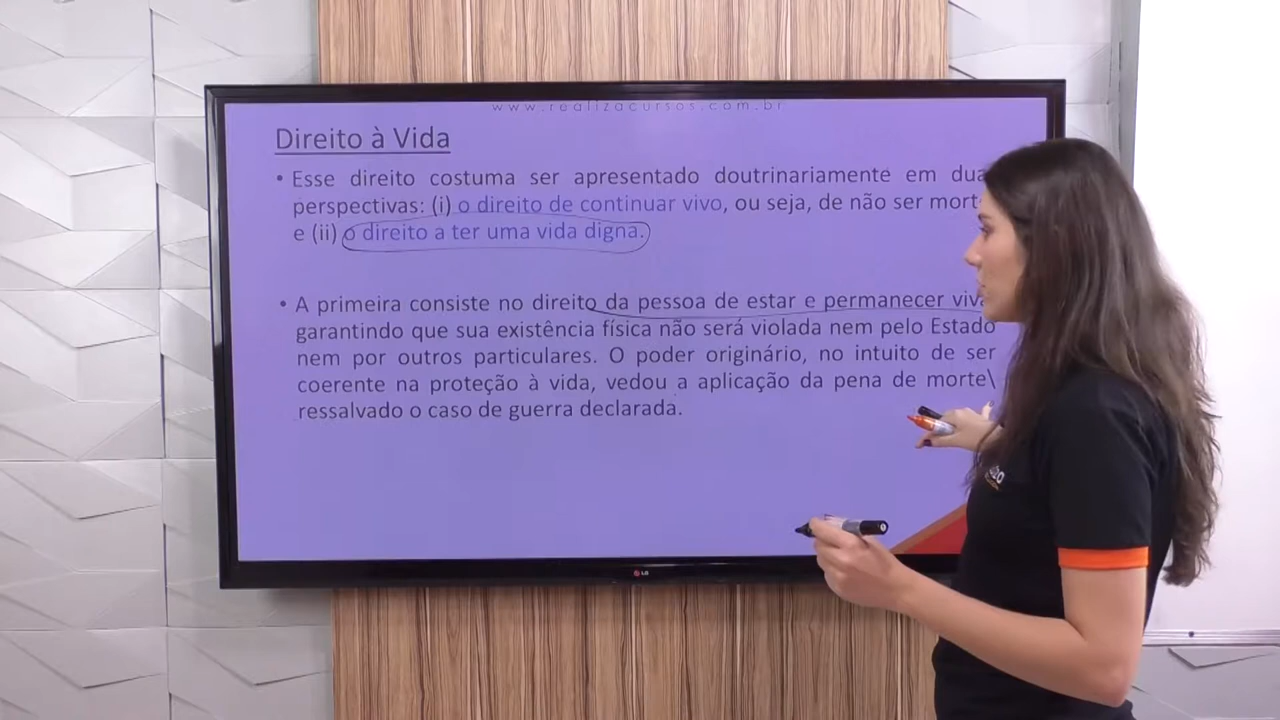 www.realizacursos.com.br
Direito à Vida
• Esse direito costuma ser apresentado doutrinariamente em
perspectivas: (i) o direito de continuar vivo, ou seja, de não ser
e (ii) o direito a ter uma vida digna.
• A primeira consiste no direito da pessoa de estar e permanecer
garantindo que sua existência física não será violada nem pelo Estado
nem por outros particulares. O poder originário, no intuito de ser
coerente na proteção à vida, vedou a aplicação da pena de morte\
ressalvado o caso de guerra declarada.
LG